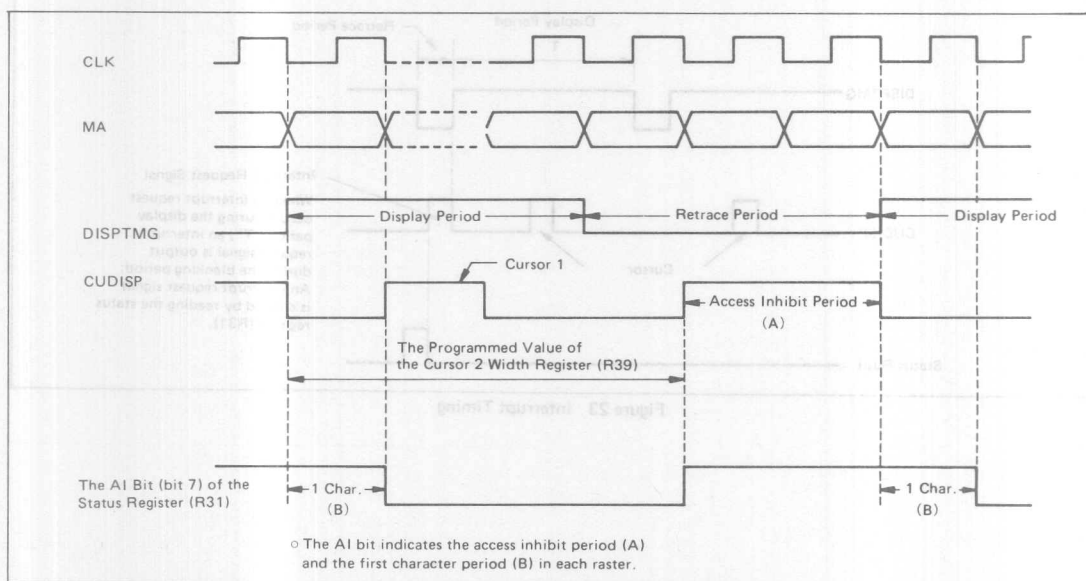 CLK
MA
DISPTMG
Display Period
Retrace Period
Display Period
CUDISP
Cursor 1
Access Inhibit Period
(A)
The Programmed Value of
the Cursor 2 Width Register (R39)
Figure 23 Interrupt Timing
The AI Bit (bit 7) of the
Status Register (R31)
1 Char.
(B)
1 Char.
(B)
○ The AI bit indicates the access inhibit period (A)
and the first character period (B) in each raster.